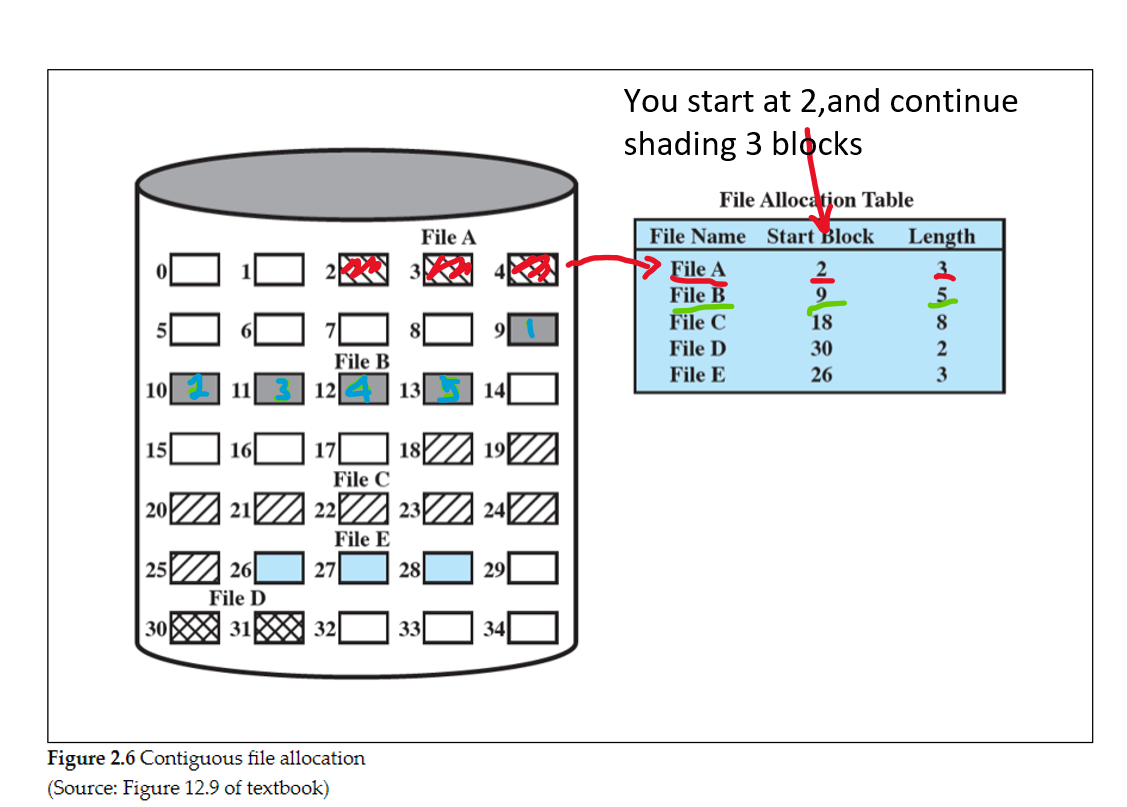 You start at 2,and continue
shading 3 blocks
File Allocation Table
File Name Start Block Length
File A 2 3
File B 9 5
File C 18 8
File D 30 2
File E 26 3
File A
0 1 2 3 4
5 6 7 8 9 1
File B
10 2 11 3 12 4 13 5 14
15 16 17 18 19
File C
20 21 22 23 24
File E
25 26 27 28 29
File D
30 31 32 33 34
Figure 2.6 Contiguous file allocation
(Source: Figure 12.9 of textbook)